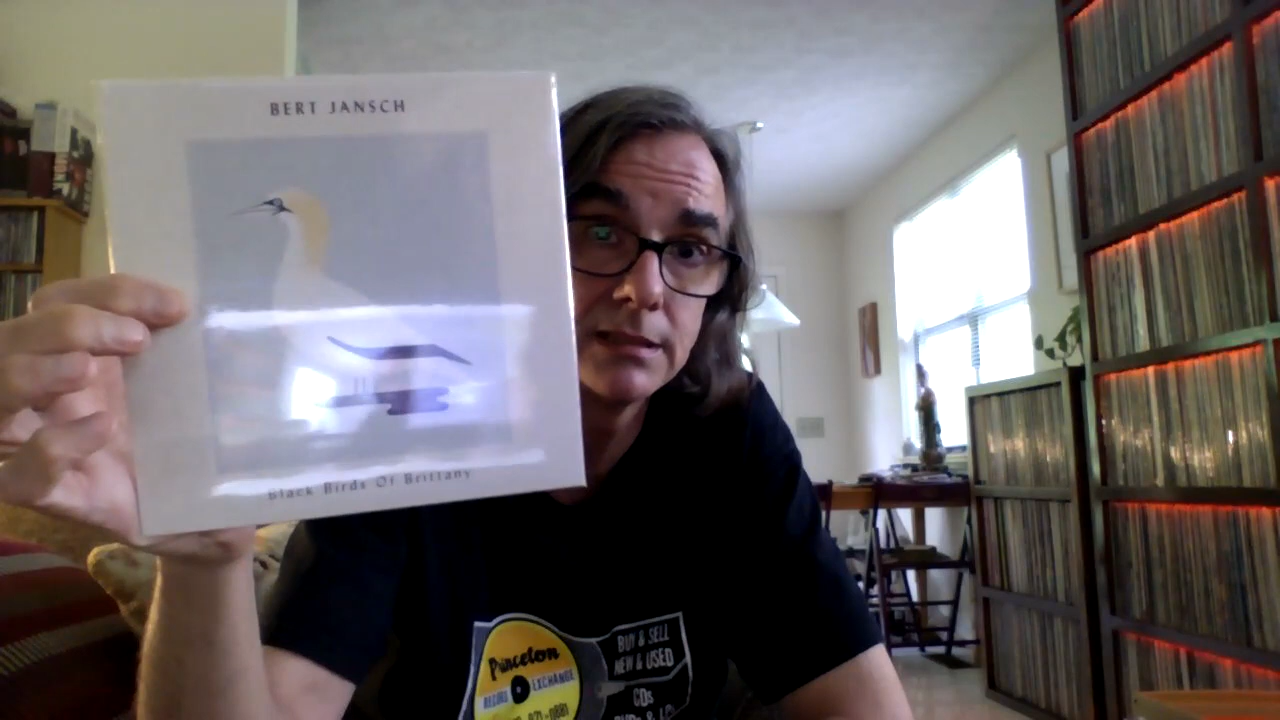 BERT JANSCH
Black Birds Of Brittany
Princeton
RECORD EXCHANGE
BUY & SELL
NEW & USED
CDs